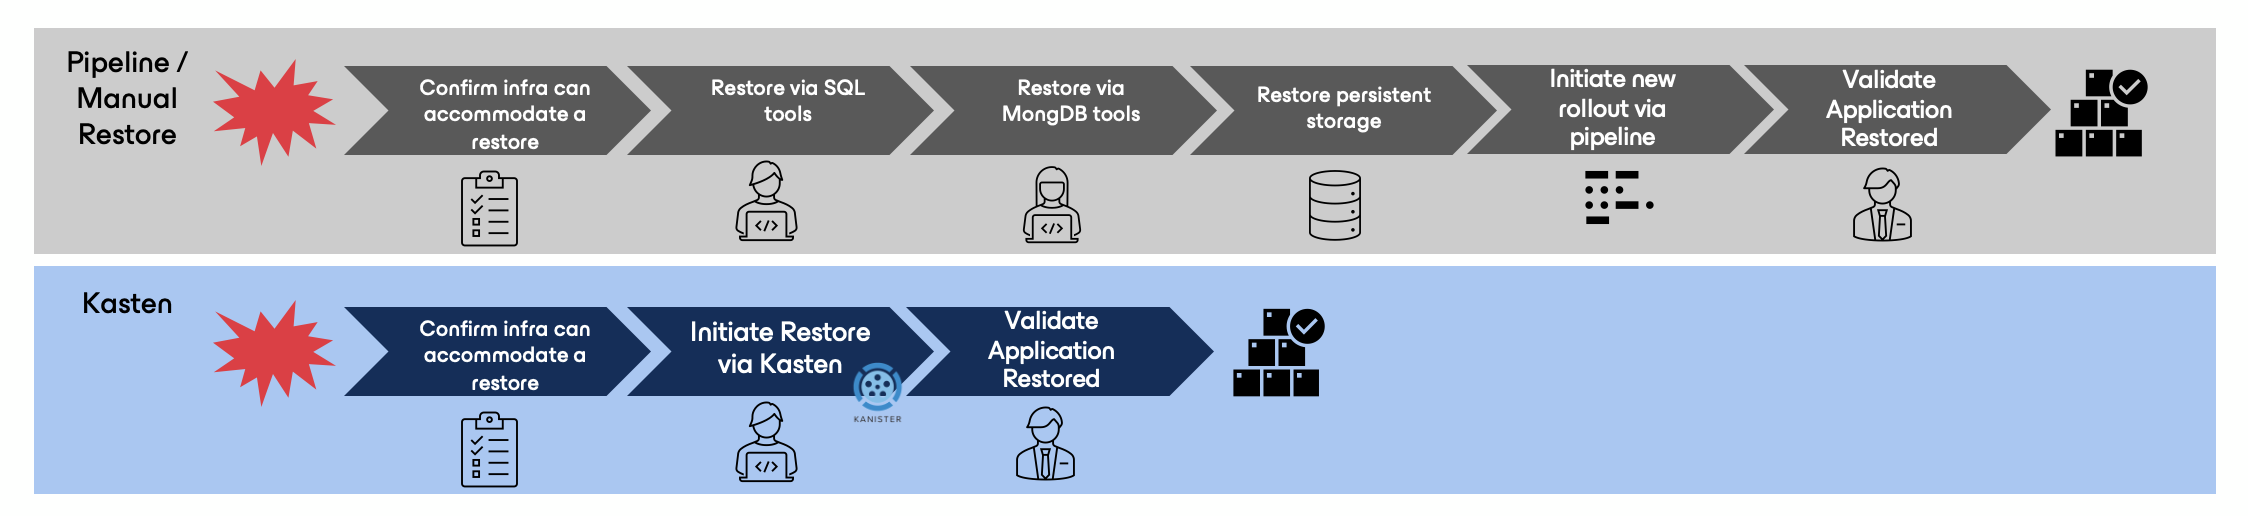 Pipeline /
Manual
Restore
Confirm infra can
accommodate a
restore
Restore via SQL
tools
Restore via
MongDB tools
Restore persistent
storage
Initiate new
rollout via
pipeline
Validate
Application
Restored
</>
</>
Kasten
Confirm infra can
accommodate a
restore
Initiate Restore
via Kasten
KANISTER
Validate
Application
Restored
</>